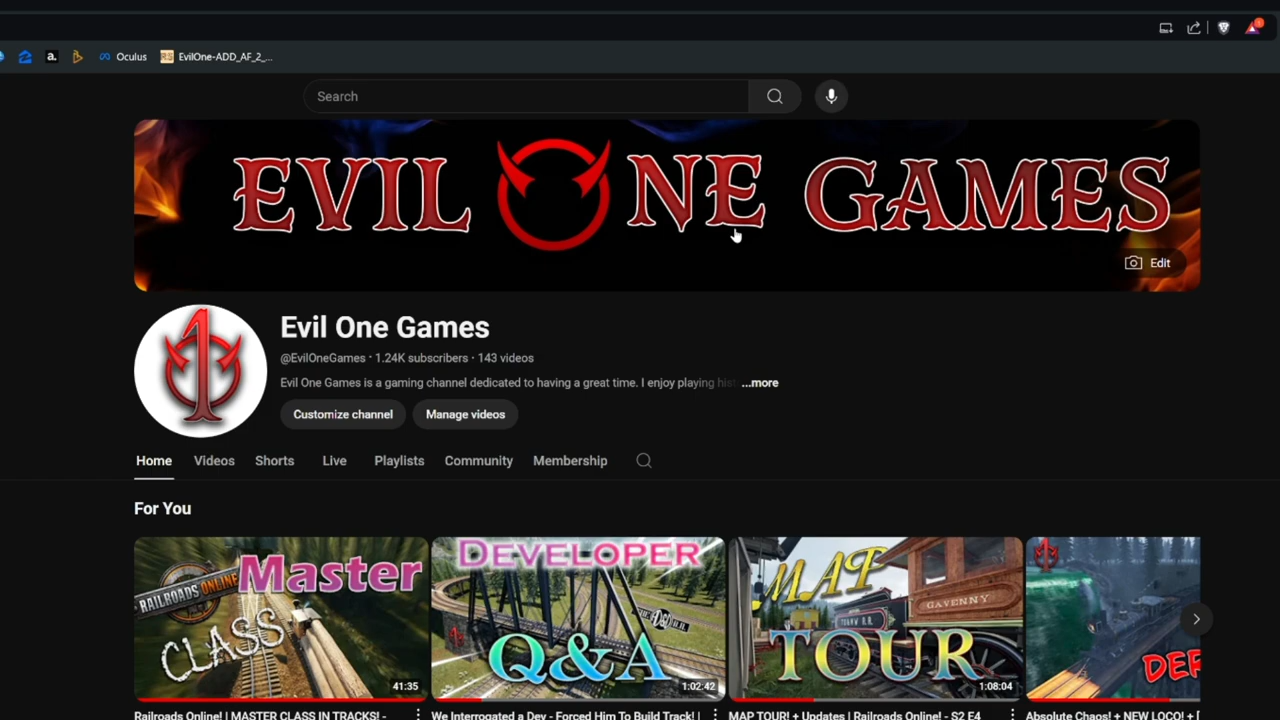 Oculus
EvilOne-ADD_AF_2_...
Search
EVIL ONE GAMES
Edit
Evil One Games
@EvilOneGames · 1.24K subscribers · 143 videos
Evil One Games is a gaming channel dedicated to having a great time. I enjoy playing his ...more
Customize channel
Manage videos
Home
Videos
Shorts
Live
Playlists
Community
Membership
For You
RAILROADS ONLINE
Master
CLASS
41:35
DEVELOPER
Q&A
1:02:42
MAP
TOUR
GAVENNY
1:08:04
DER
Railroads Online! | MASTER CLASS IN TRACKS! -
We Interrogated a Dev - Forced Him To Build Track! |
MAP TOUR! + Updates | Railroads Online! - S2 E4
Absolute Chaos! + NEW LOCO! +